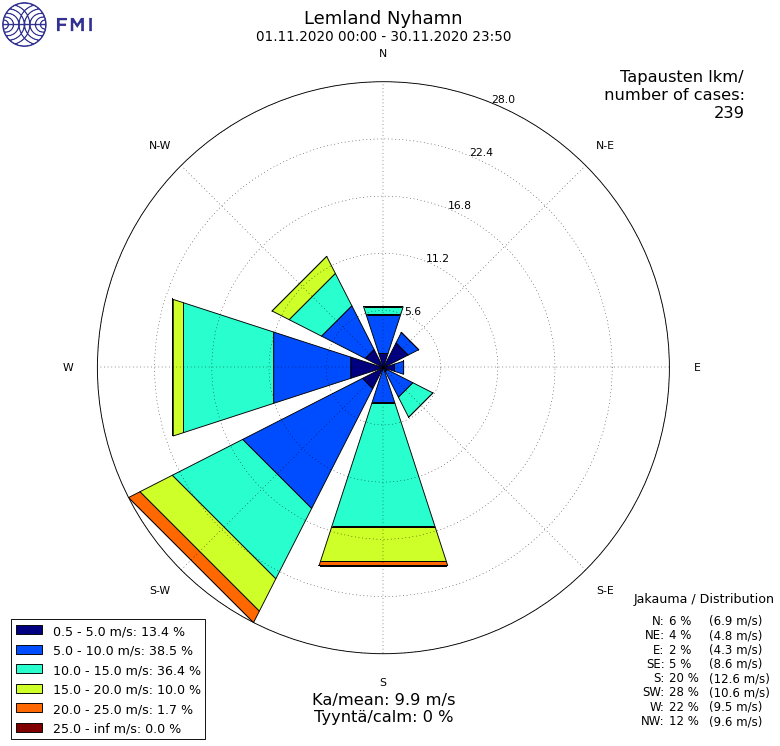 FMI
Lemland Nyhamn
01.11.2020 00:00 - 30.11.2020 23:50
Tapausten lkm/
number of cases:
239
N
N-E
E
S-E
S
S-W
W
N-W
28.0
22.4
16.8
11.2
5.6
0.5 - 5.0 m/s: 13.4 %
5.0 - 10.0 m/s: 38.5 %
10.0 - 15.0 m/s: 36.4 %
15.0 - 20.0 m/s: 10.0 %
20.0 - 25.0 m/s: 1.7 %
25.0 - inf m/s: 0.0 %
Ka/mean: 9.9 m/s
Tyyntä/calm: 0 %
Jakauma / Distribution
N: 6 % (6.9 m/s)
NE: 4 % (4.8 m/s)
E: 2 % (4.3 m/s)
SE: 5 % (8.6 m/s)
S: 20 % (12.6 m/s)
SW: 28 % (10.6 m/s)
W: 22 % (9.5 m/s)
NW: 12 % (9.6 m/s)